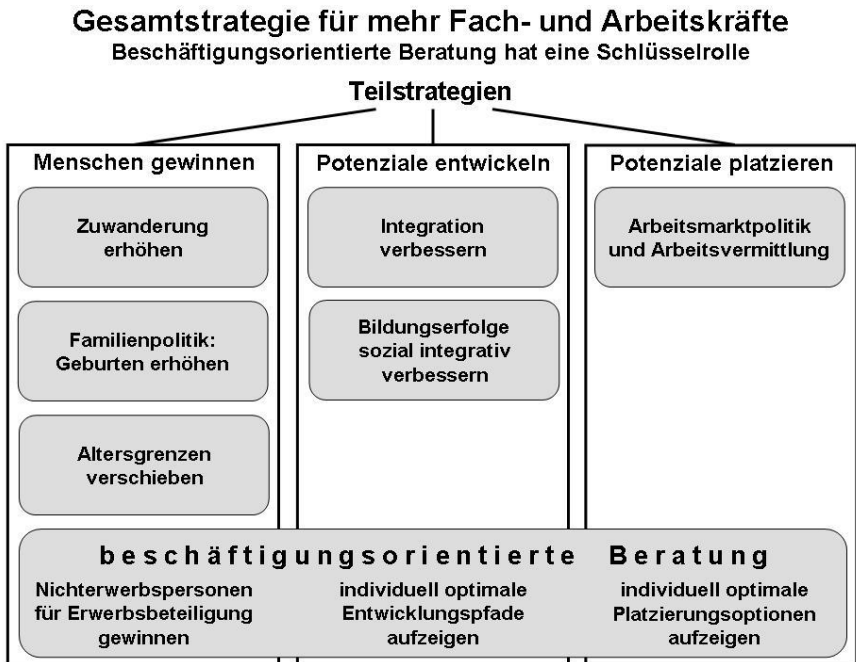 Gesamtstrategie für mehr Fach- und Arbeitskräfte
Beschäftigungsorientierte Beratung hat eine Schlüsselrolle
Teilstrategien
Menschen gewinnen
Zuwanderung
erhöhen
Familienpolitik:
Geburten erhöhen
Altersgrenzen
verschieben
Potenziale entwickeln
Integration
verbessern
Bildungserfolge
sozial integrativ
verbessern
Potenziale platzieren
Arbeitsmarktpolitik
und Arbeitsvermittlung
beschäftigungsorientierte Beratung
Nichterwerbspersonen
für Erwerbsbeteiligung
gewinnen
individuell optimale
Entwicklungspfade
aufzeigen
individuell optimale
Platzierungsoptionen
aufzeigen